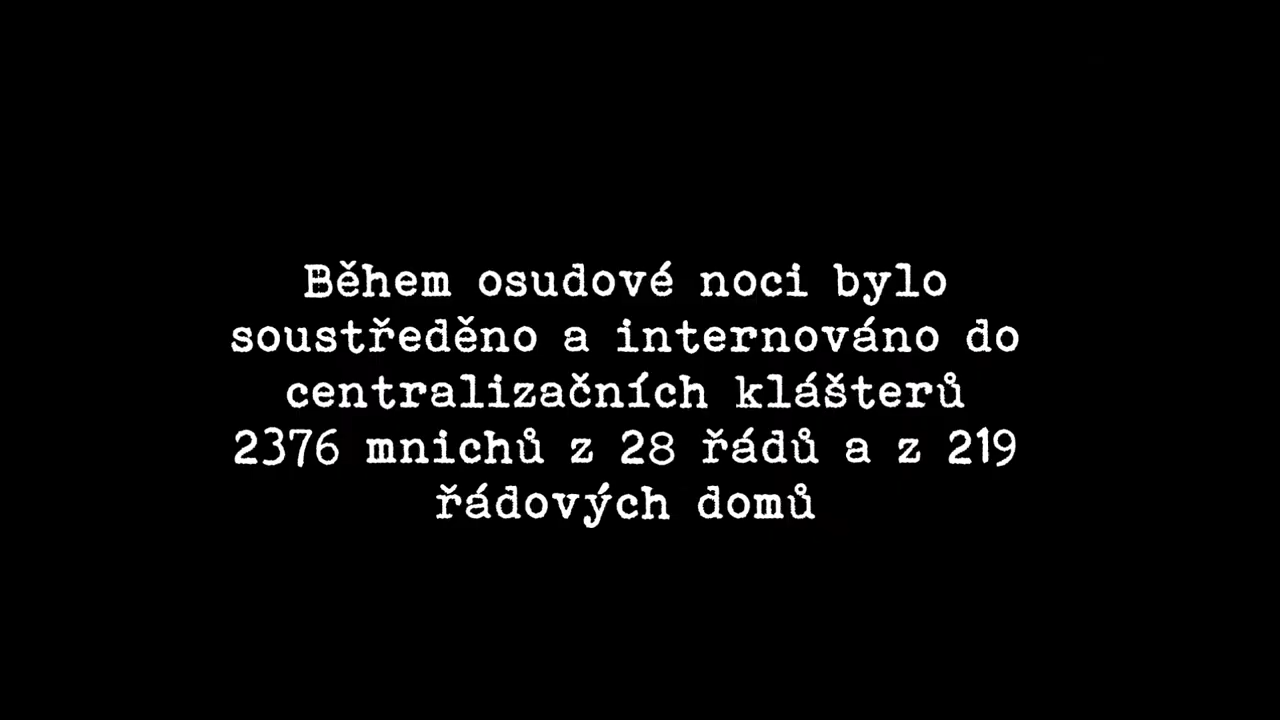 Během osudové noci bylo
soustředěno a internováno do
centralizačních klášterů
2376 mnichů z 28 řádů a z 219
řádových domů